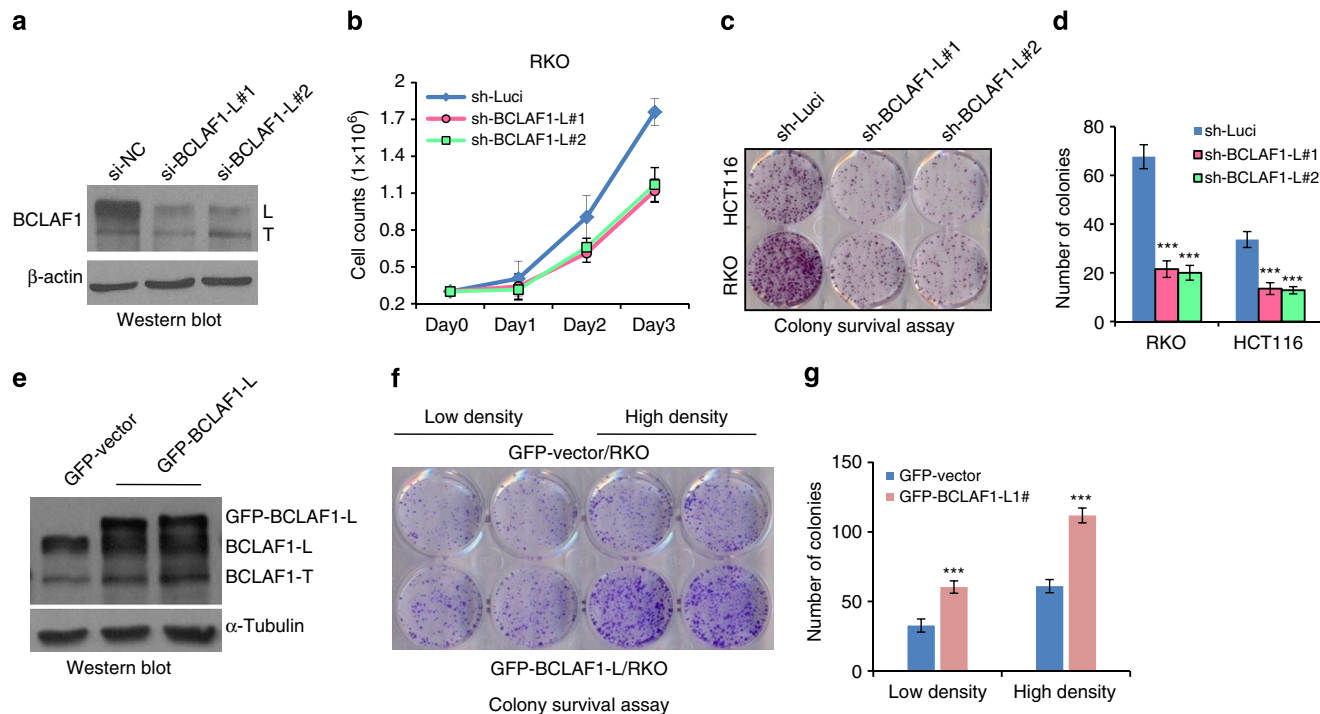 a
si-NC
si-BCLAF1-L#1
si-BCLAF1-L#2
BCLAF1
L
T
β-actin
Western blot
b
RKO
2
1.7
1.4
1.1
0.8
0.5
0.2
Cell counts (1×10⁶)
sh-Luci
sh-BCLAF1-L#1
sh-BCLAF1-L#2
Day0 Day1 Day2 Day3
c
sh-Luci
sh-BCLAF1-L#1
sh-BCLAF1-L#2
HCT116
RKO
Colony survival assay
d
80
60
40
20
0
Number of colonies
sh-Luci
sh-BCLAF1-L#1
sh-BCLAF1-L#2
*** ***
*** ***
RKO HCT116
e
GFP-vector
GFP-BCLAF1-L
GFP-BCLAF1-L
BCLAF1-L
BCLAF1-T
α-Tubulin
Western blot
f
Low density High density
GFP-vector/RKO
GFP-BCLAF1-L/RKO
Colony survival assay
g
150
100
50
0
Number of colonies
GFP-vector
GFP-BCLAF1-L1#
***
***
Low density High density